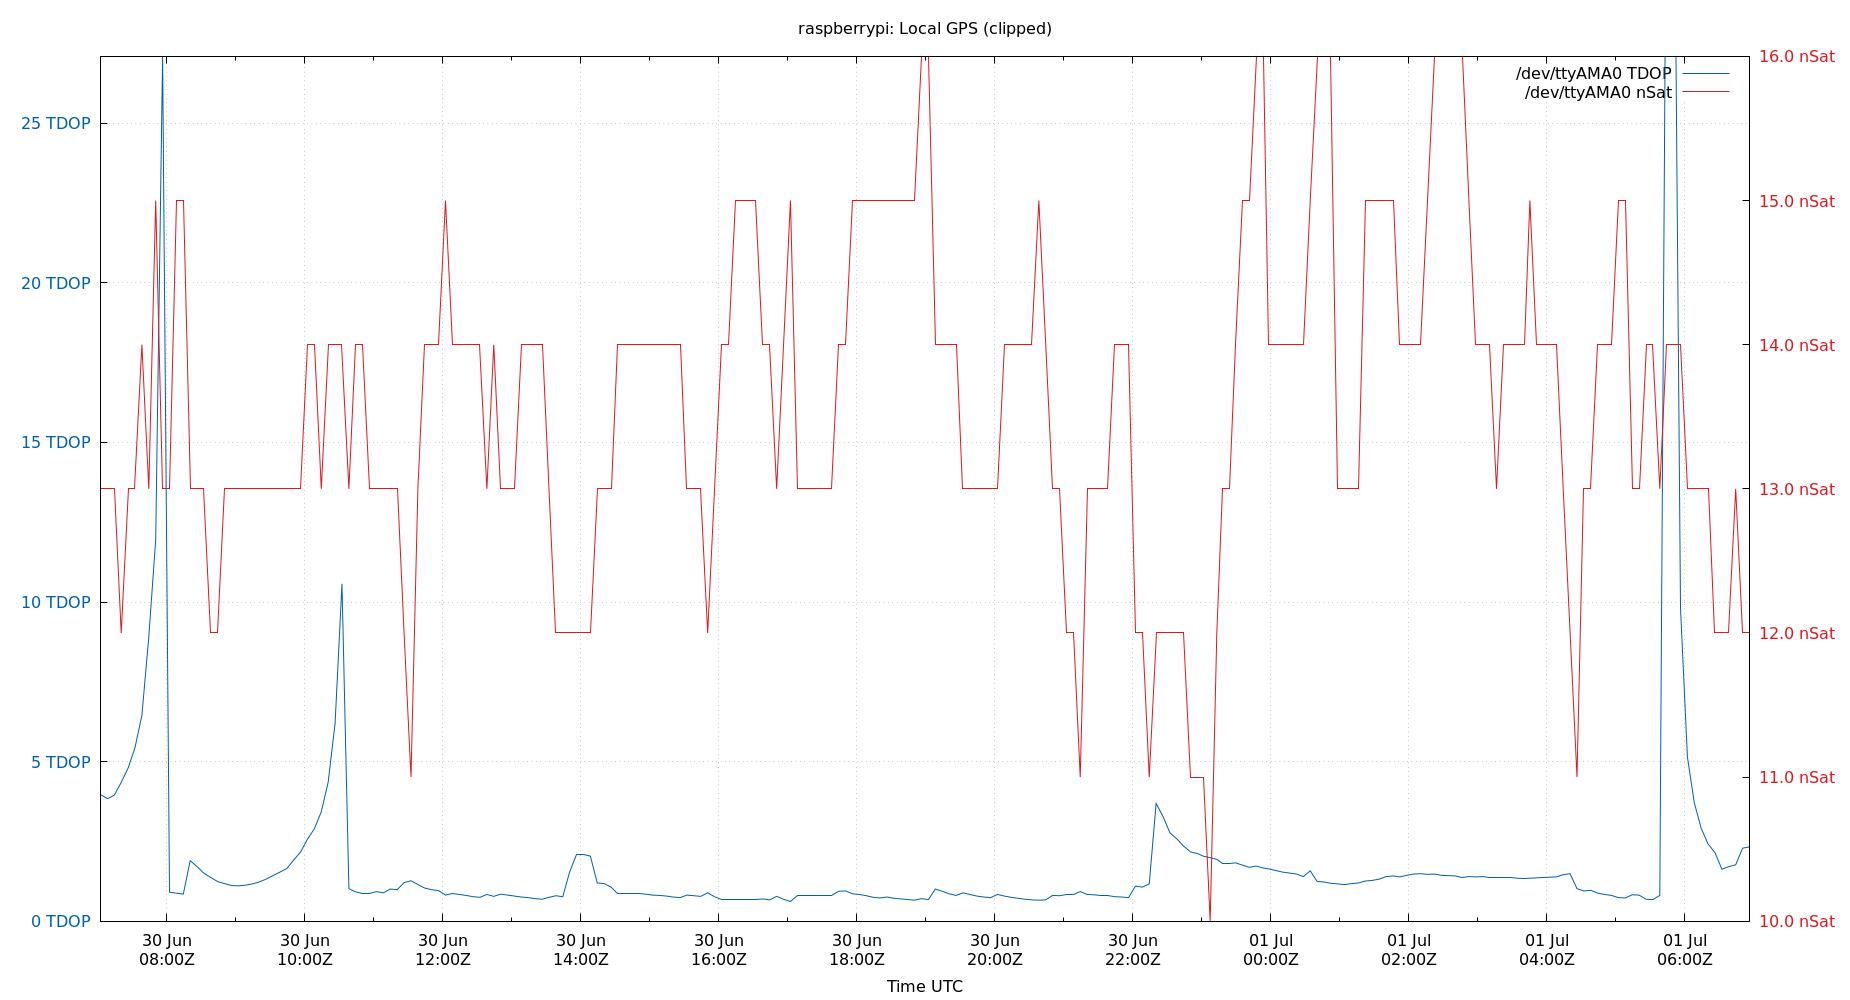 raspberrypi: Local GPS (clipped)
/dev/ttyAMA0 TDOP
/dev/ttyAMA0 nSat
25 TDOP
20 TDOP
15 TDOP
10 TDOP
5 TDOP
0 TDOP
16.0 nSat
15.0 nSat
14.0 nSat
13.0 nSat
12.0 nSat
11.0 nSat
10.0 nSat
30 Jun 30 Jun 30 Jun 30 Jun 30 Jun 30 Jun 30 Jun 30 Jun 01 Jul 01 Jul 01 Jul 01 Jul
08:00Z 10:00Z 12:00Z 14:00Z 16:00Z 18:00Z 20:00Z 22:00Z 00:00Z 02:00Z 04:00Z 06:00Z
Time UTC